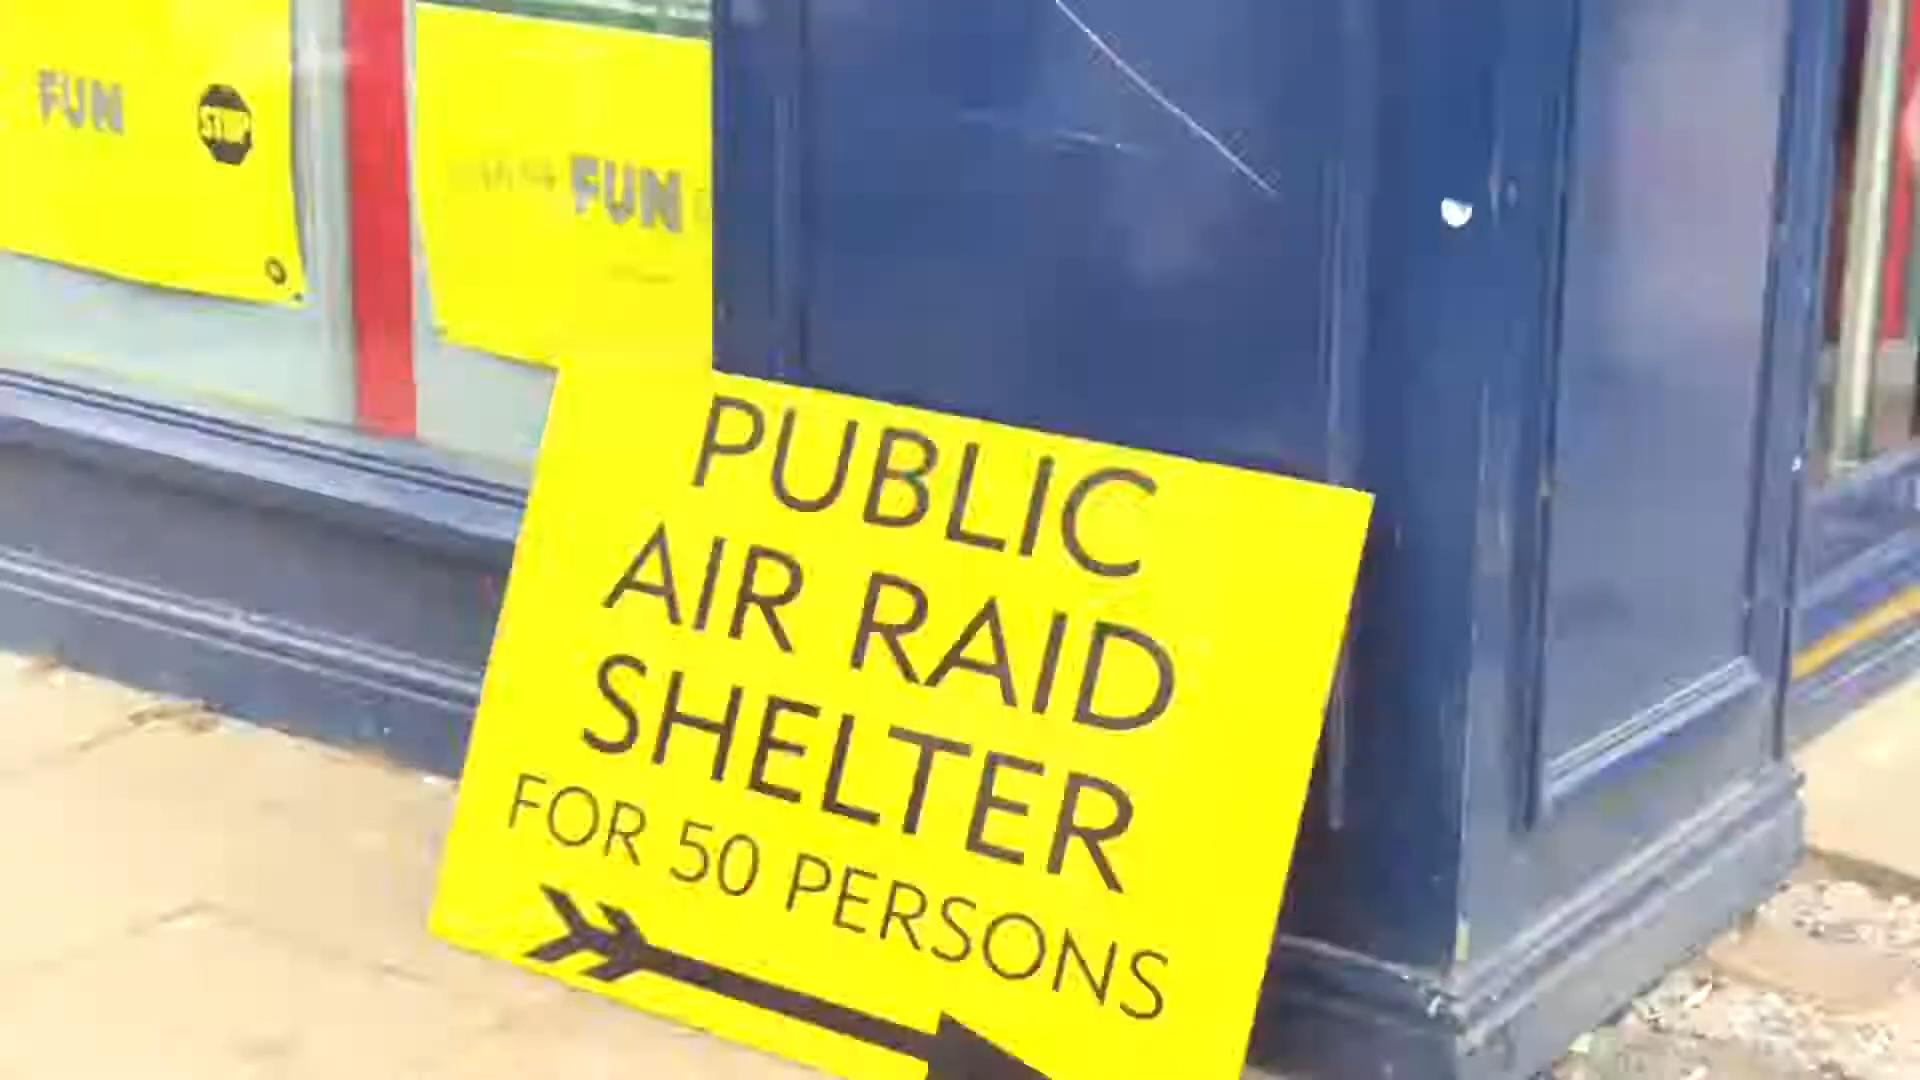 FUN
STOP
FUN
PUBLIC
AIR RAID
SHELTER
FOR 50 PERSONS